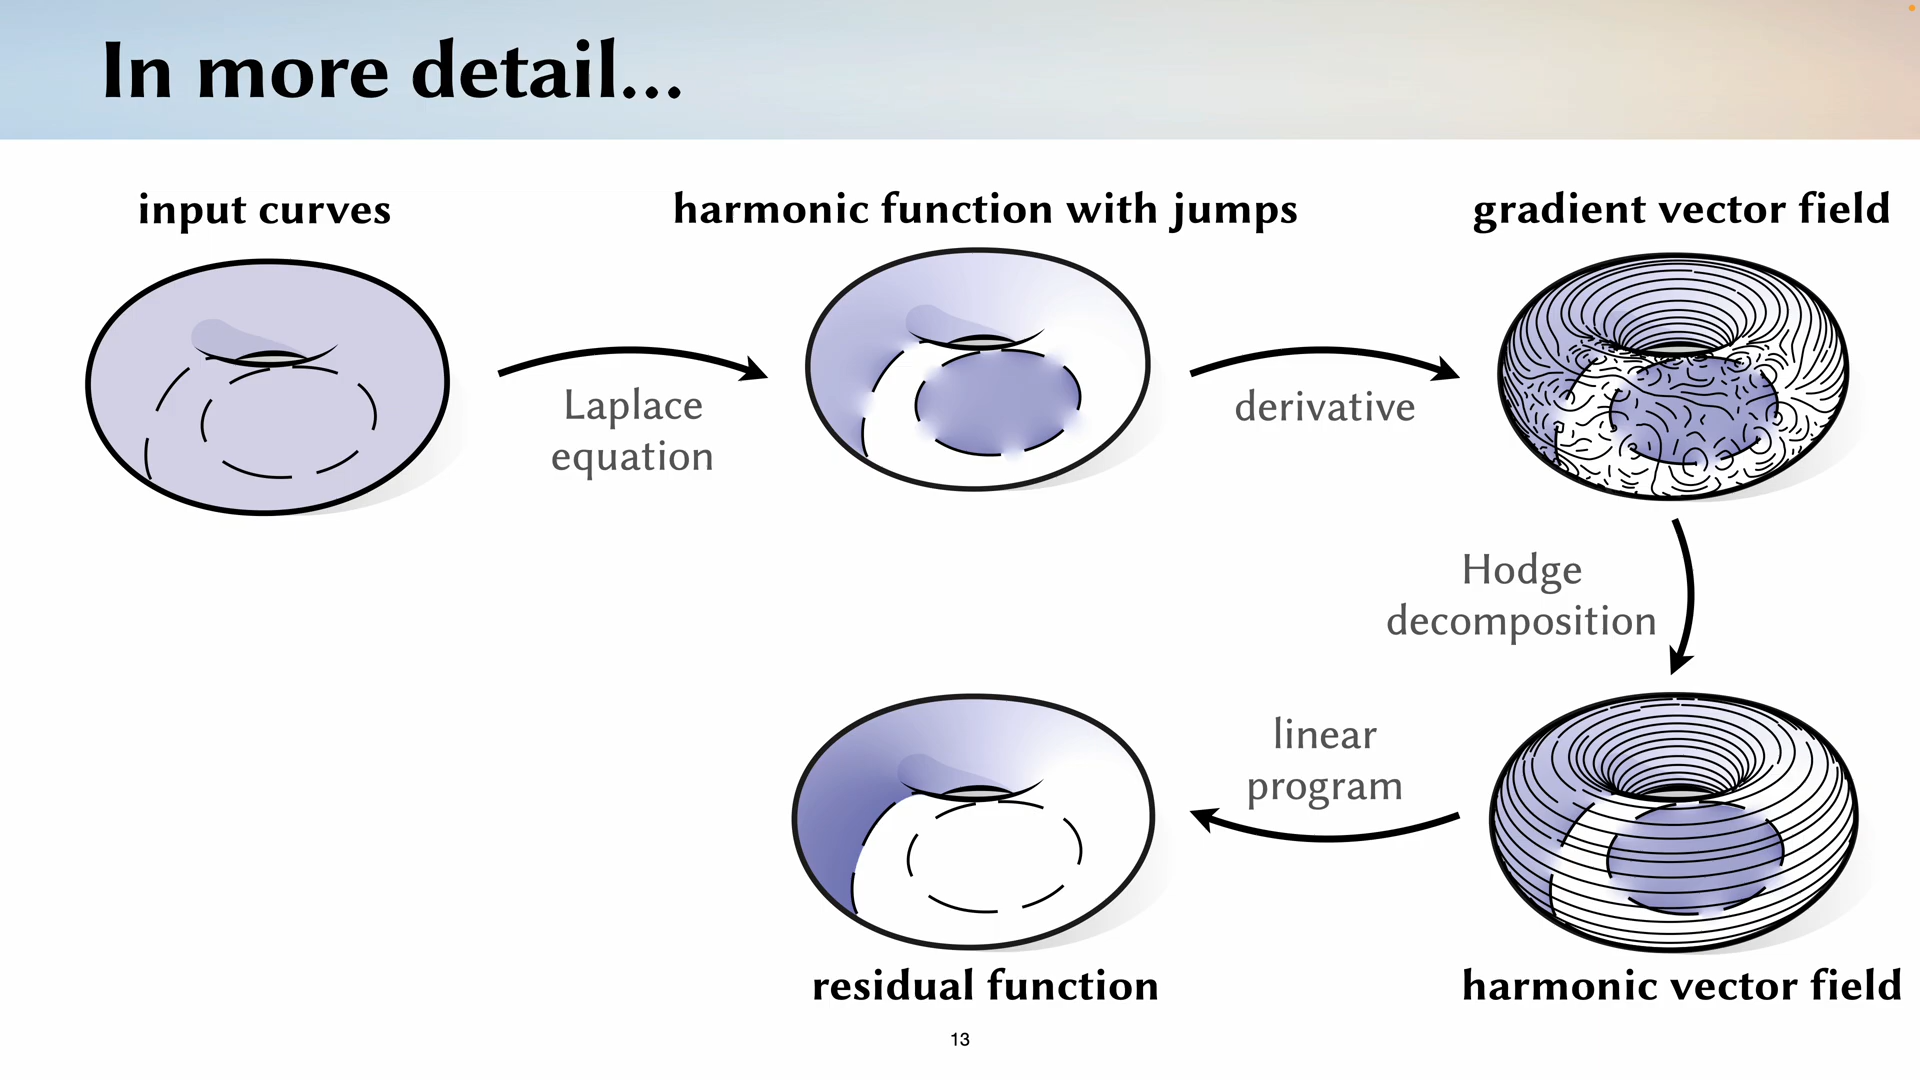 In more detail...
input curves
harmonic function with jumps
gradient vector field
Laplace
equation
derivative
Hodge
decomposition
linear
program
residual function
harmonic vector field
13